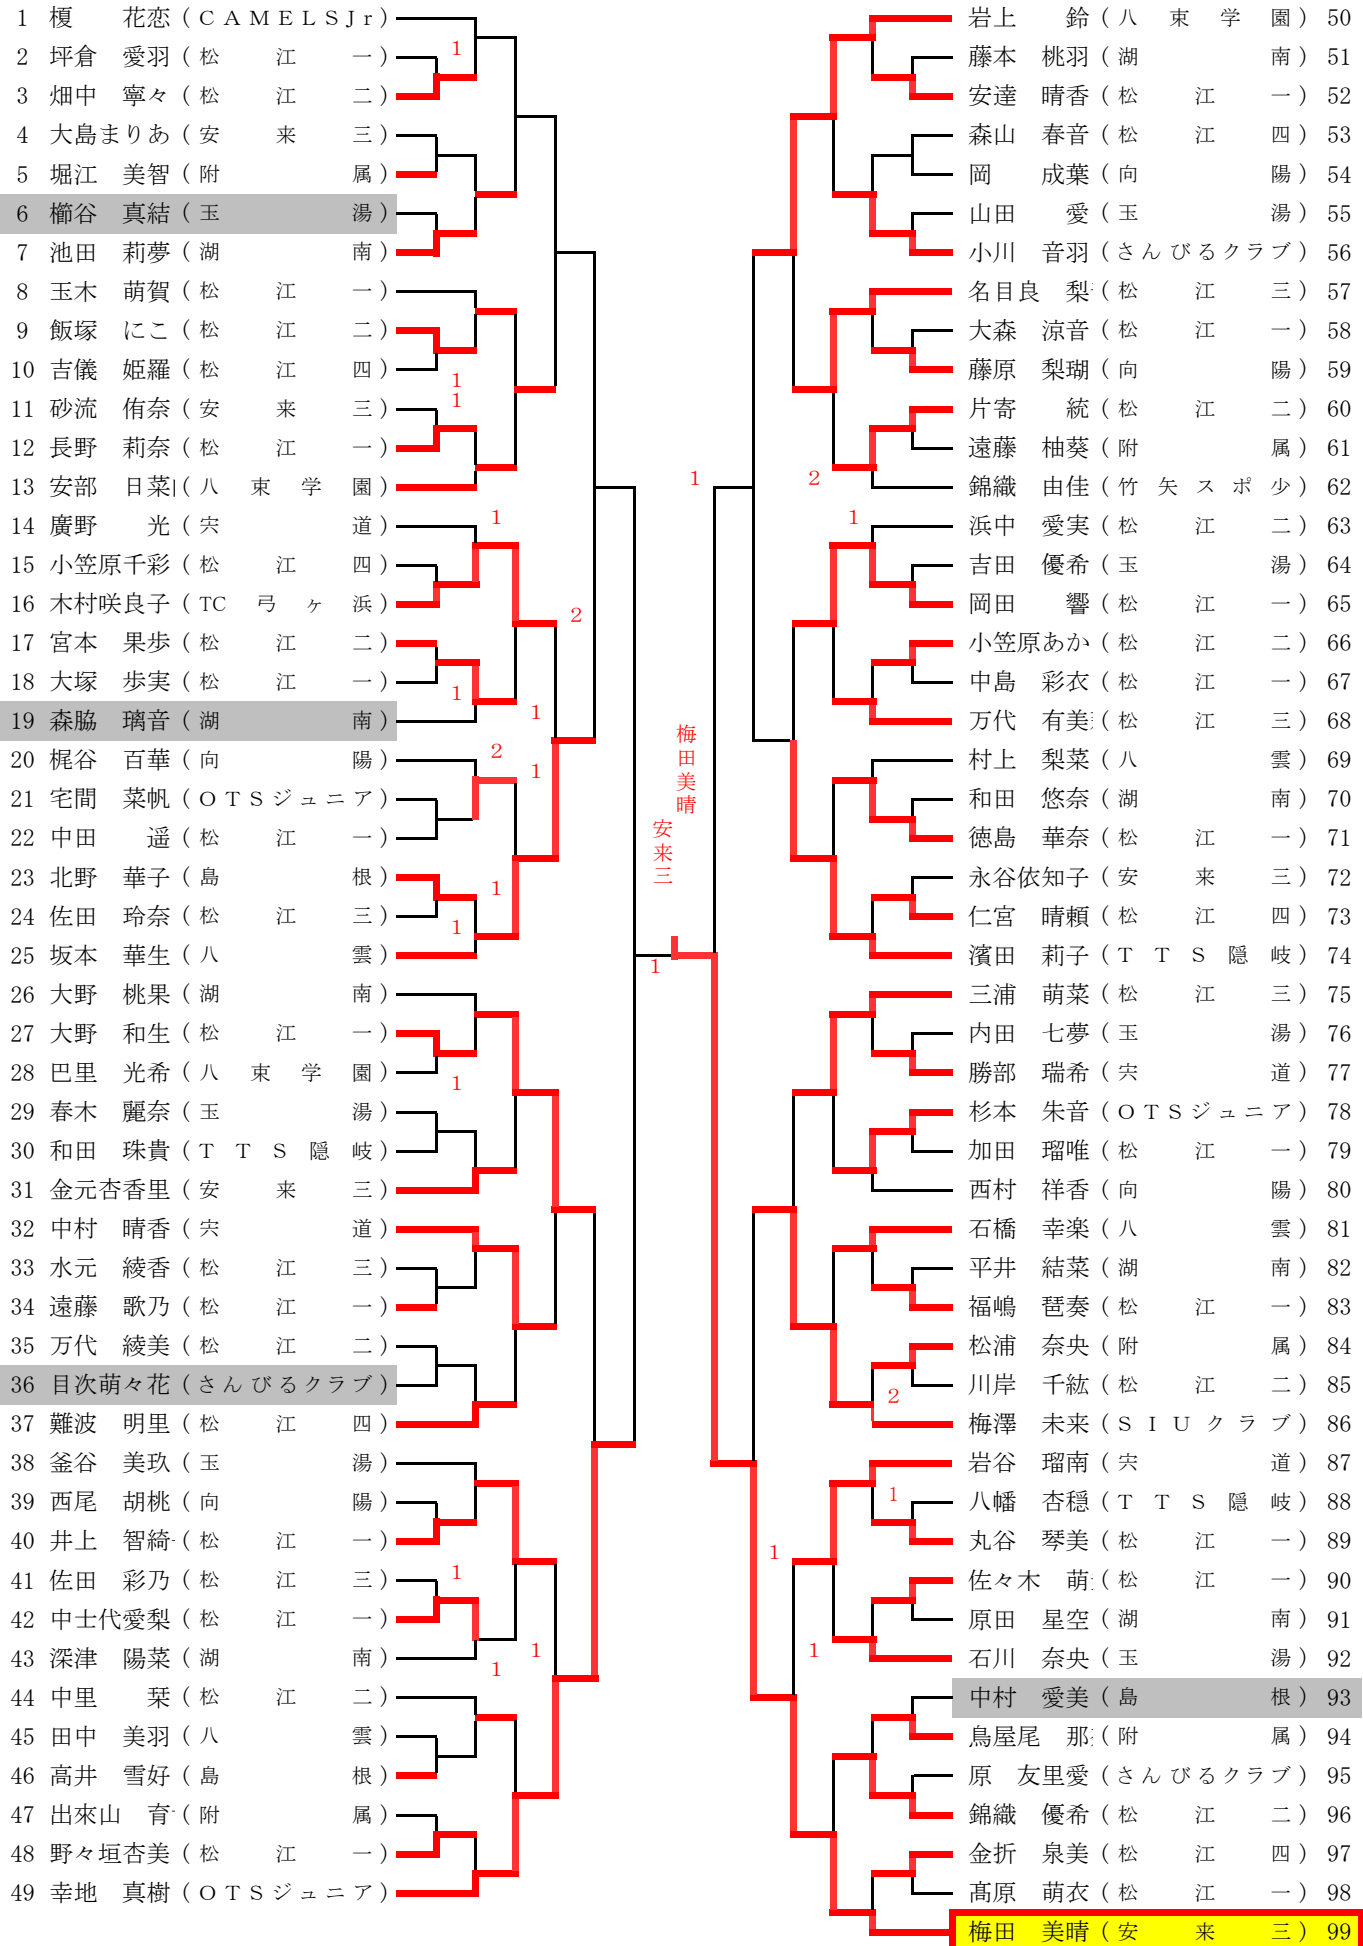 1 榎 花恋 (CAMELSJr)
2 坪倉 愛羽 (松江一)
3 畑中 寧々 (松江二)
4 大島まりあ (安来三)
5 堀江 美智 (附属)
6 櫛谷 真結 (玉湯)
7 池田 莉夢 (湖南)
8 玉木 萌賀 (松江一)
9 飯塚 にこ (松江二)
10 吉儀 姫羅 (松江四)
11 砂流 侑奈 (安来三)
12 長野 莉奈 (松江一)
13 安部 日菜 (八束学園)
14 廣野 光 (宍道)
15 小笠原千彩 (松江四)
16 木村咲良子 (TC弓ヶ浜)
17 宮本 果歩 (松江二)
18 大塚 歩実 (松江一)
19 森脇 璃音 (湖南)
20 梶谷 百華 (向陽)
21 宅間 菜帆 (OTSジュニア)
22 中田 遥 (松江一)
23 北野 華子 (島根)
24 佐田 玲奈 (松江三)
25 坂本 華生 (八雲)
26 大野 桃果 (湖南)
27 大野 和生 (松江一)
28 巴里 光希 (八束学園)
29 春木 麗奈 (玉湯)
30 和田 珠貴 (TTS隠岐)
31 金元杏香里 (安来三)
32 中村 晴香 (宍道)
33 水元 綾香 (松江三)
34 遠藤 歌乃 (松江一)
35 万代 綾美 (松江二)
36 目次萌々花 (さんびるクラブ)
37 難波 明里 (松江四)
38 釜谷 美玖 (玉湯)
39 西尾 胡桃 (向陽)
40 井上 智綺 (松江一)
41 佐田 彩乃 (松江三)
42 中士代愛梨 (松江一)
43 深津 陽菜 (湖南)
44 中里 栞 (松江二)
45 田中 美羽 (八雲)
46 高井 雪好 (島根)
47 出來山 育 (附属)
48 野々垣杏美 (松江一)
49 幸地 真樹 (OTSジュニア)
1
1
1
1
1
2
1
2
1
1
1
1
1
1
1
1
梅田美晴
安来三
1
1
2
1
2
1
1
1
岩上 鈴 (八束学園) 50
藤本 桃羽 (湖南) 51
安達 晴香 (松江一) 52
森山 春音 (松江四) 53
岡 成葉 (向陽) 54
山田 愛 (玉湯) 55
小川 音羽 (さんびるクラブ) 56
名目良 梨 (松江三) 57
大森 涼音 (松江一) 58
藤原 梨瑚 (向陽) 59
片寄 統 (松江二) 60
遠藤 柚葵 (附属) 61
錦織 由佳 (竹矢スポ少) 62
浜中 愛実 (松江二) 63
吉田 優希 (玉湯) 64
岡田 響 (松江一) 65
小笠原あか (松江二) 66
中島 彩衣 (松江一) 67
万代 有美 (松江三) 68
村上 梨菜 (八雲) 69
和田 悠奈 (湖南) 70
徳島 華奈 (松江一) 71
永谷依知子 (安来三) 72
仁宮 晴頼 (松江四) 73
濱田 莉子 (TTS隠岐) 74
三浦 萌菜 (松江三) 75
内田 七夢 (玉湯) 76
勝部 瑞希 (宍道) 77
杉本 朱音 (OTSジュニア) 78
加田 瑠唯 (松江一) 79
西村 祥香 (向陽) 80
石橋 幸楽 (八雲) 81
平井 結菜 (湖南) 82
福嶋 琶奏 (松江一) 83
松浦 奈央 (附属) 84
川岸 千紘 (松江二) 85
梅澤 未来 (SIUクラブ) 86
岩谷 瑠南 (宍道) 87
八幡 杏穏 (TTS隠岐) 88
丸谷 琴美 (松江一) 89
佐々木 萌 (松江一) 90
原田 星空 (湖南) 91
石川 奈央 (玉湯) 92
中村 愛美 (島根) 93
鳥屋尾 那 (附属) 94
原 友里愛 (さんびるクラブ) 95
錦織 優希 (松江二) 96
金折 泉美 (松江四) 97
髙原 萌衣 (松江一) 98
梅田 美晴 (安来三) 99